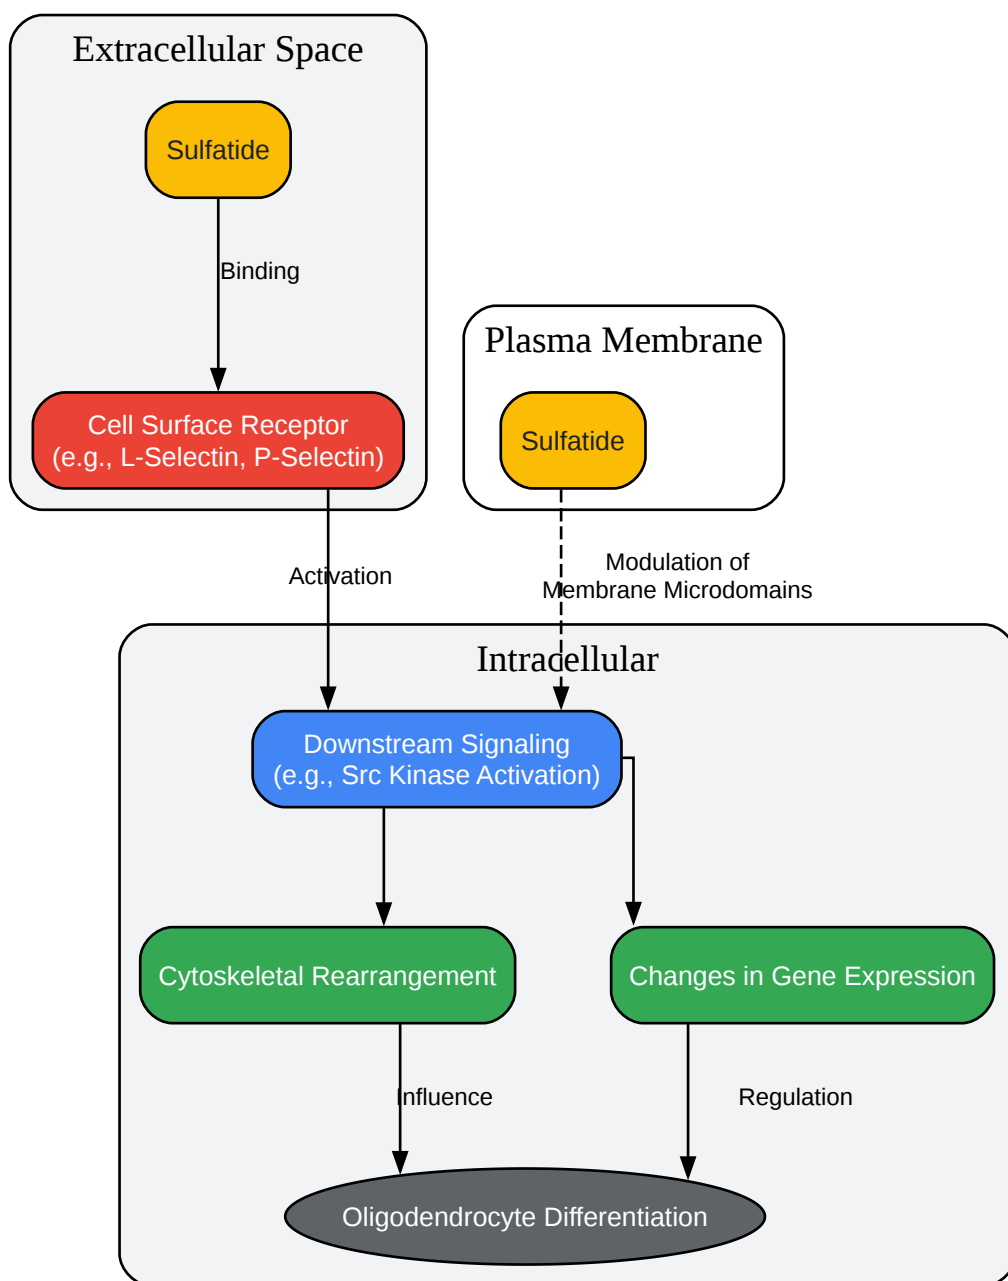 Extracellular Space
Sulfatide
Binding
Plasma Membrane
Cell Surface Receptor
(e.g., L-Selectin, P-Selectin)
Sulfatide
Activation
Modulation of
Membrane Microdomains
Intracellular
Downstream Signaling
(e.g., Src Kinase Activation)
Cytoskeletal Rearrangement
Changes in Gene Expression
Influence
Regulation
Oligodendrocyte Differentiation